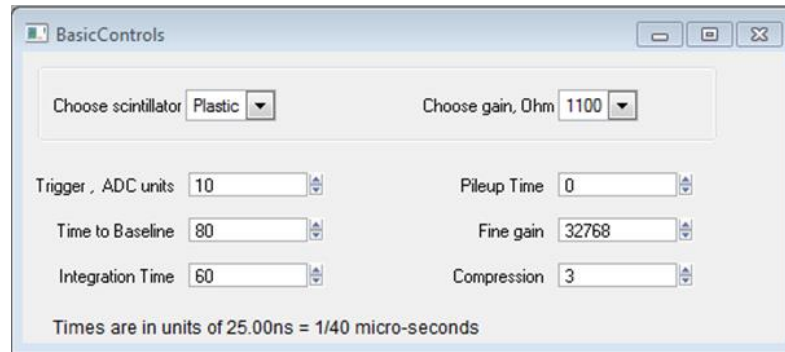 BasicControls
Choose scintillator Plastic Choose gain, Ohm 1100
Trigger , ADC units 10 Pileup Time 0
Time to Baseline 80 Fine gain 32768
Integration Time 60 Compression 3
Times are in units of 25.00ns = 1/40 micro-seconds